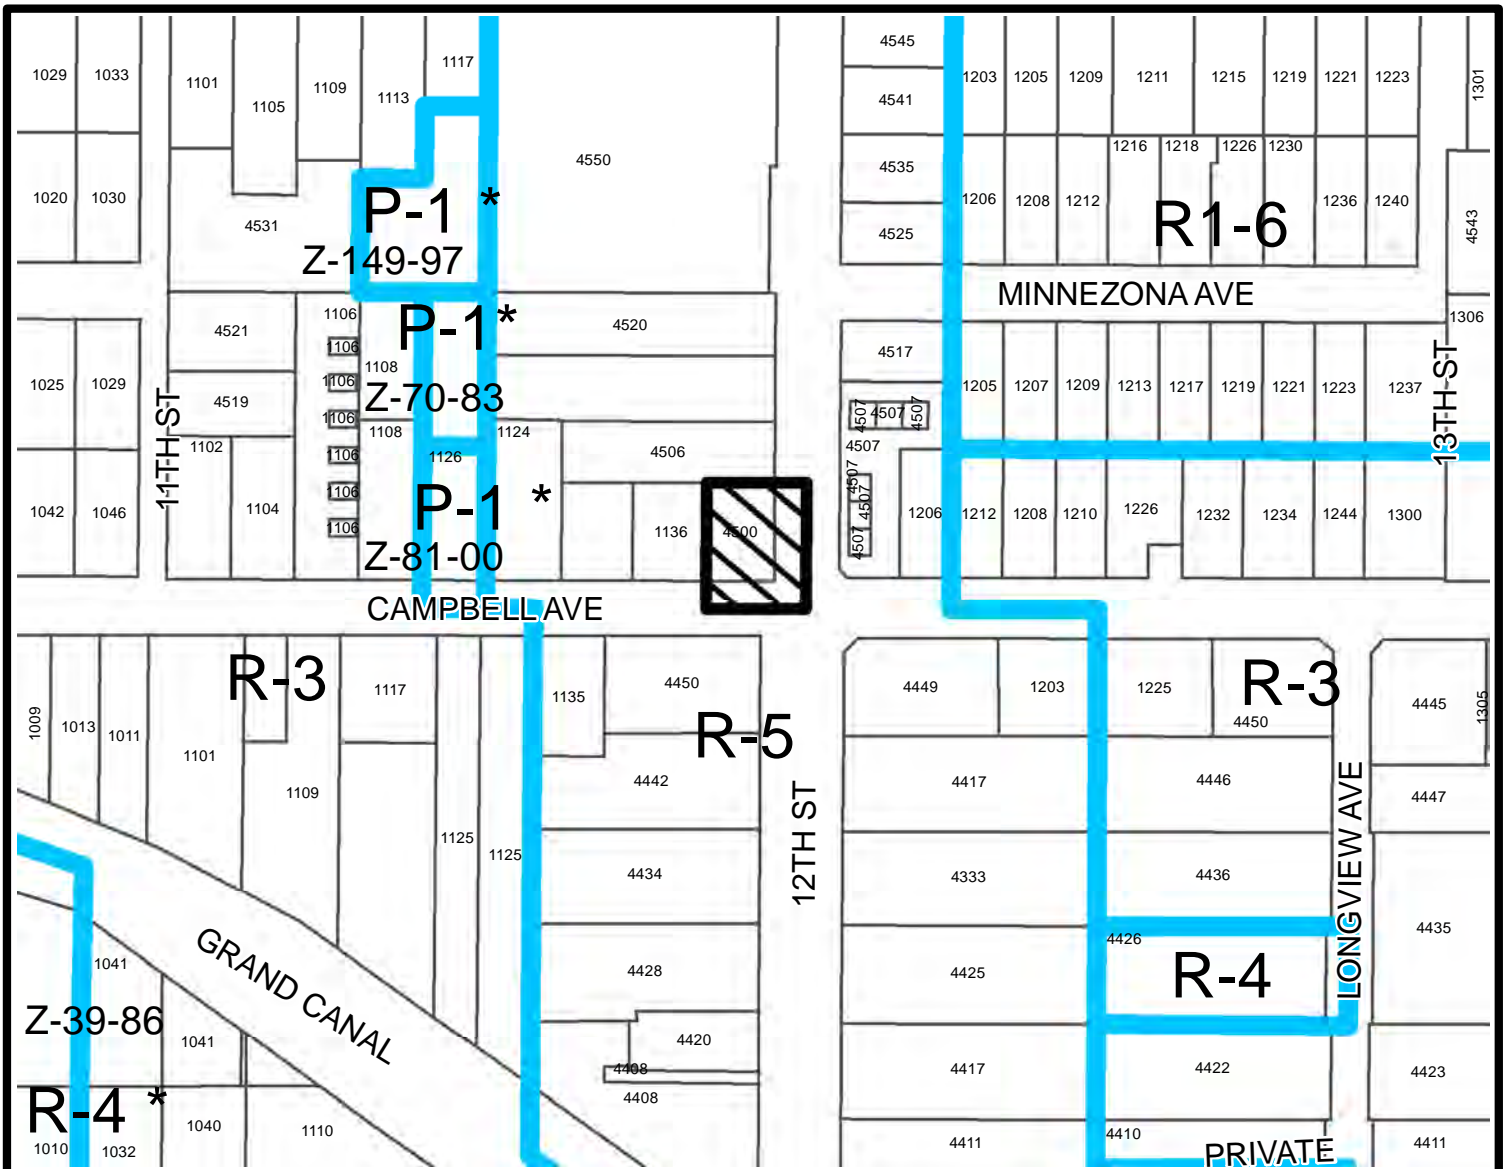 1029 1033 1101 1105 1109 1113 1117 4545 1203 1205 1209 1211 1215 1219 1221 1223 1301
4541
4550
4535 1216 1218 1226 1230
1020 1030 4531 P-1 * 1206 1208 1212 R1-6 1236 1240 4543
Z-149-97 4525
MINNEZONA AVE
1106 P-1 * 4520 1306
4521 1106 4517
1025 1029 1106 1108 1205 1207 1209 1213 1217 1219 1221 1223 1237 13TH ST
4519 Z-70-83 4507 4507 4507
11TH ST 1106 1108 1124 4507
1102 1106 1126 4506 4507
1042 1046 1104 1106 P-1 * 1136 4500 4507 1206 1212 1208 1210 1226 1232 1234 1244 1300
1106 Z-81-00 4507
CAMPBELL AVE
R-3 1117 1135 4450 4449 1203 1225 R-3 4445 1305
1009 1013 1011 1101 R-5 4450
1109 4442 4417 4446 4447
1125 1125 12TH ST LONGVIEW AVE
4434 4333 4436
GRAND CANAL 4426 4435
1041 4428 4425 R-4
Z-39-86
1041 4420
4408 4417 4422 4423
R-4 * 4408
1010 1032 1040 1110 4411 4410 4411
PRIVATE